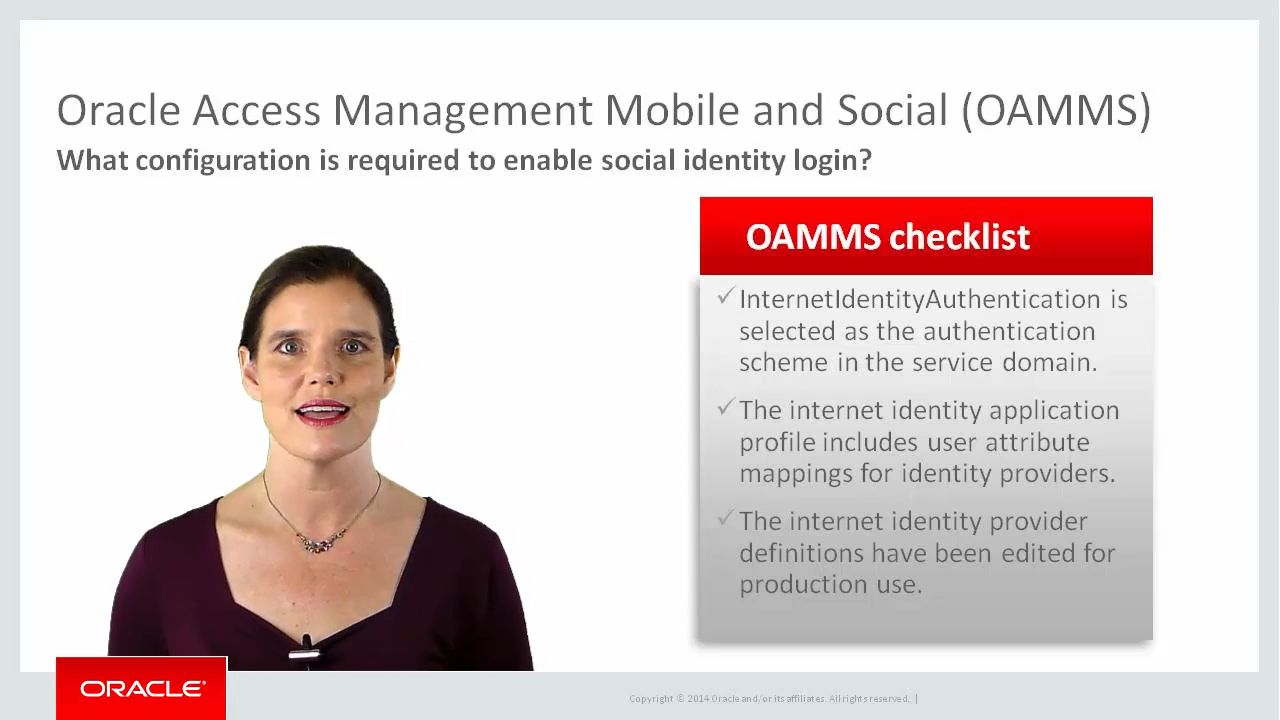 Oracle Access Management Mobile and Social (OAMMS)
What configuration is required to enable social identity login?
OAMMS checklist
InternetIdentityAuthentication is
selected as the authentication
scheme in the service domain.
The internet identity application
profile includes user attribute
mappings for identity providers.
The internet identity provider
definitions have been edited for
production use.
ORACLE®
Copyright © 2014 Oracle and/or its affiliates. All rights reserved. |